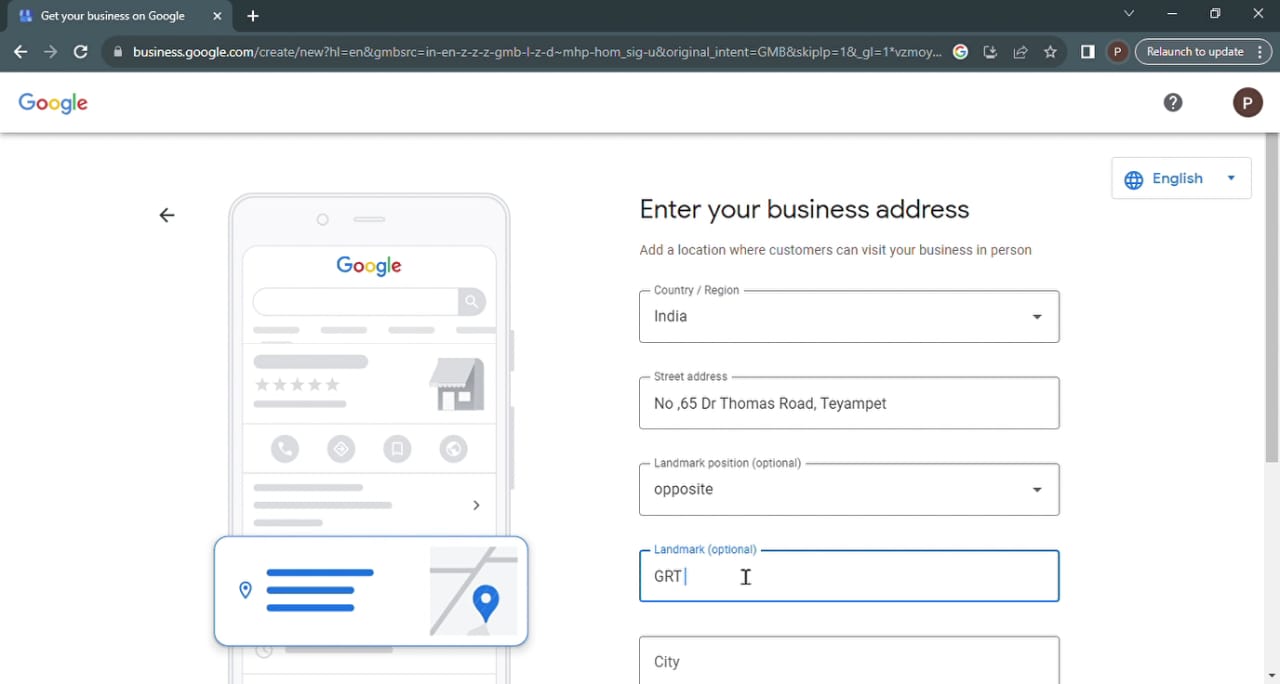 Get your business on Google
business.google.com/create/new?hl=en&gmbsrc=in-en-z-z-z-gmb-l-z-d~mhp-hom_sig-u&original_intent=GMB&skiplp=1&_gl=1*vzmoy...
P
Relaunch to update
Google
P
English
Google
Enter your business address
Add a location where customers can visit your business in person
Country / Region
India
Street address
No ,65 Dr Thomas Road, Teyampet
Landmark position (optional)
opposite
Landmark (optional)
GRT
City